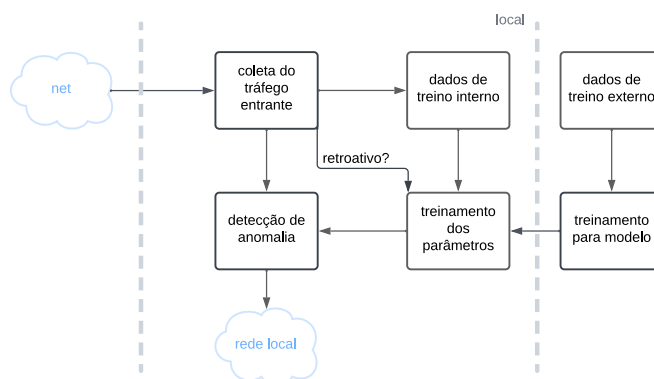 local
net
coleta do
tráfego
entrante
dados de
treino interno
dados de
treino externo
retroativo?
detecção de
anomalia
treinamento
dos
parâmetros
treinamento
para modelo
rede local